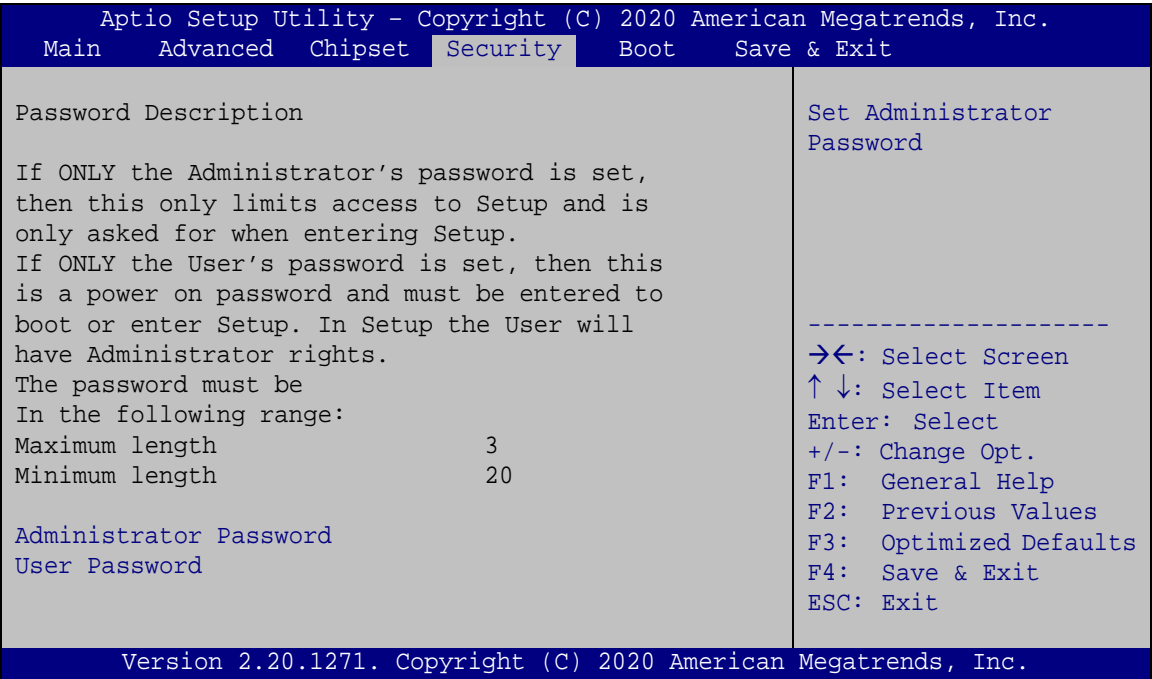 Aptio Setup Utility – Copyright (C) 2020 American Megatrends, Inc.
Main Advanced Chipset Security Boot Save & Exit
Password Description
If ONLY the Administrator’s password is set,
then this only limits access to Setup and is
only asked for when entering Setup.
If ONLY the User’s password is set, then this
is a power on password and must be entered to
boot or enter Setup. In Setup the User will
have Administrator rights.
The password must be
In the following range:
Maximum length 3
Minimum length 20
Administrator Password
User Password
Set Administrator
Password
---------------------
→←: Select Screen
↑ ↓: Select Item
Enter: Select
+/-: Change Opt.
F1: General Help
F2: Previous Values
F3: Optimized Defaults
F4: Save & Exit
ESC: Exit
Version 2.20.1271. Copyright (C) 2020 American Megatrends, Inc.